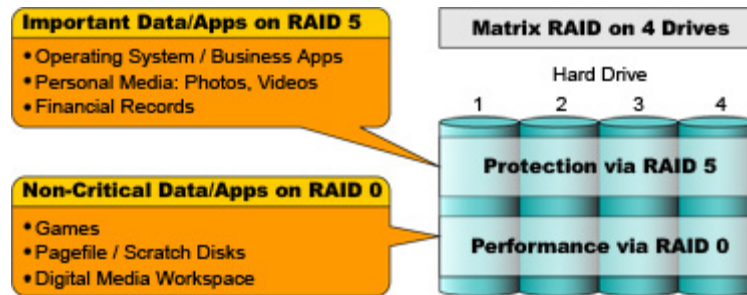 Important Data/Apps on RAID 5
• Operating System / Business Apps
• Personal Media: Photos, Videos
• Financial Records
Non-Critical Data/Apps on RAID 0
• Games
• Pagefile / Scratch Disks
• Digital Media Workspace
Matrix RAID on 4 Drives
Hard Drive
1 2 3 4
Protection via RAID 5
Performance via RAID 0